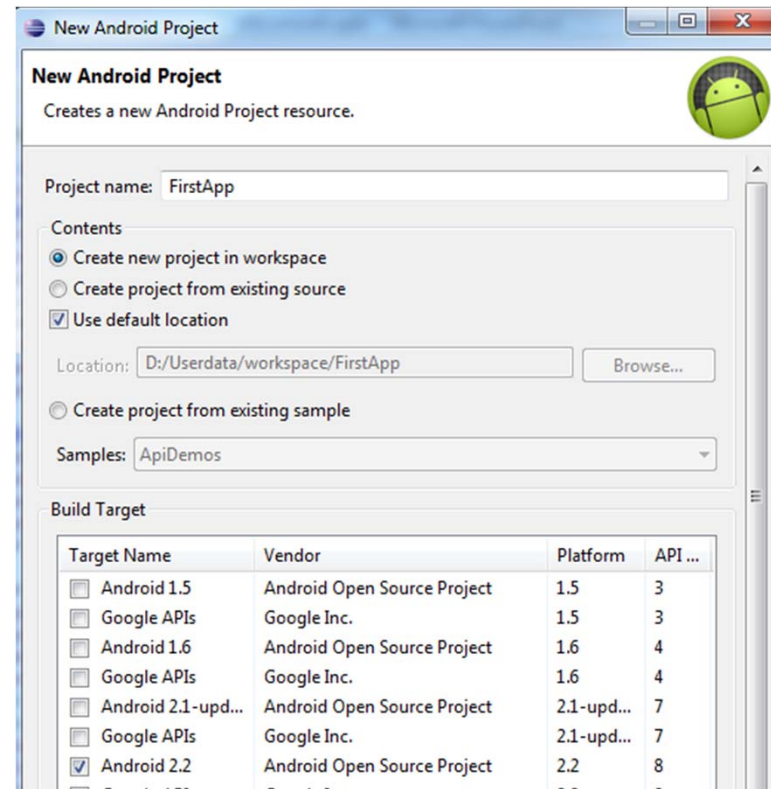 New Android Project
New Android Project
Creates a new Android Project resource.
Project name: FirstApp
Contents
Create new project in workspace
Create project from existing source
Use default location
Location: D:/Userdata/workspace/FirstApp Browse...
Create project from existing sample
Samples: ApiDemos
Build Target
Target Name Vendor Platform API ...
Android 1.5 Android Open Source Project 1.5 3
Google APIs Google Inc. 1.5 3
Android 1.6 Android Open Source Project 1.6 4
Google APIs Google Inc. 1.6 4
Android 2.1-upd... Android Open Source Project 2.1-upd... 7
Google APIs Google Inc. 2.1-upd... 7
Android 2.2 Android Open Source Project 2.2 8